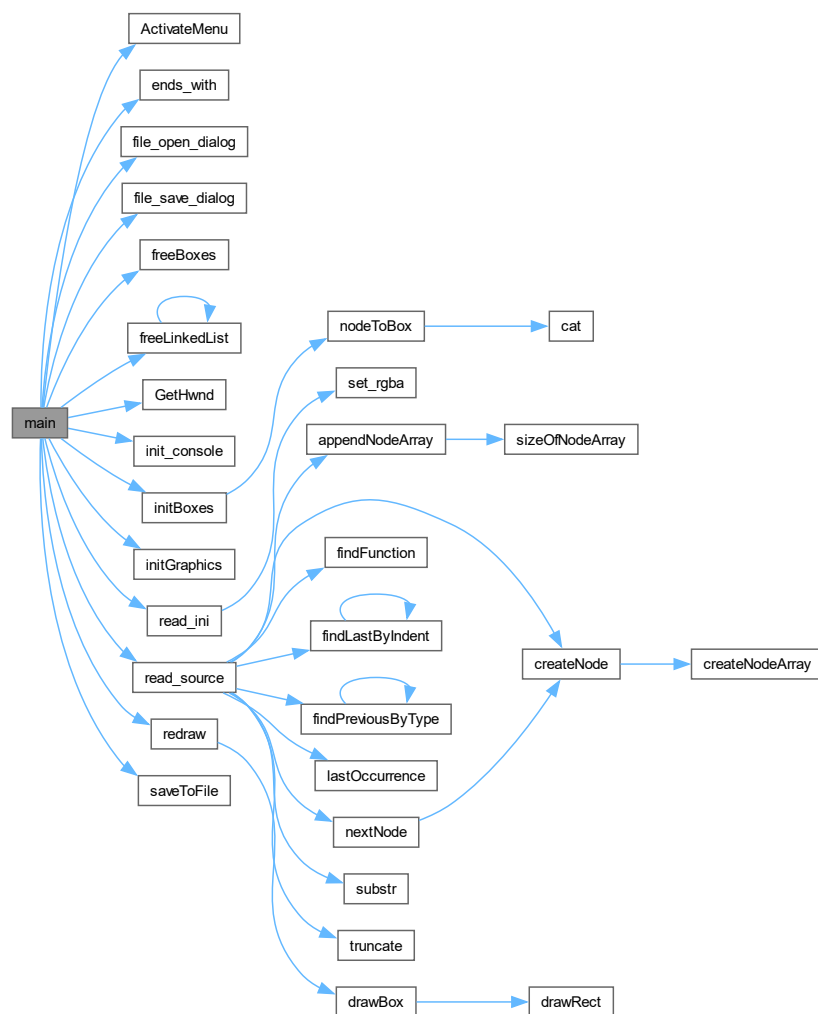 main
ActivateMenu
ends_with
file_open_dialog
file_save_dialog
freeBoxes
freeLinkedList
GetHwnd
init_console
initBoxes
initGraphics
read_ini
read_source
redraw
saveToFile
nodeToBox
set_rgba
appendNodeArray
findFunction
findLastByIndent
findPreviousByType
lastOccurrence
nextNode
substr
truncate
drawBox
cat
sizeOfNodeArray
createNode
drawRect
createNodeArray